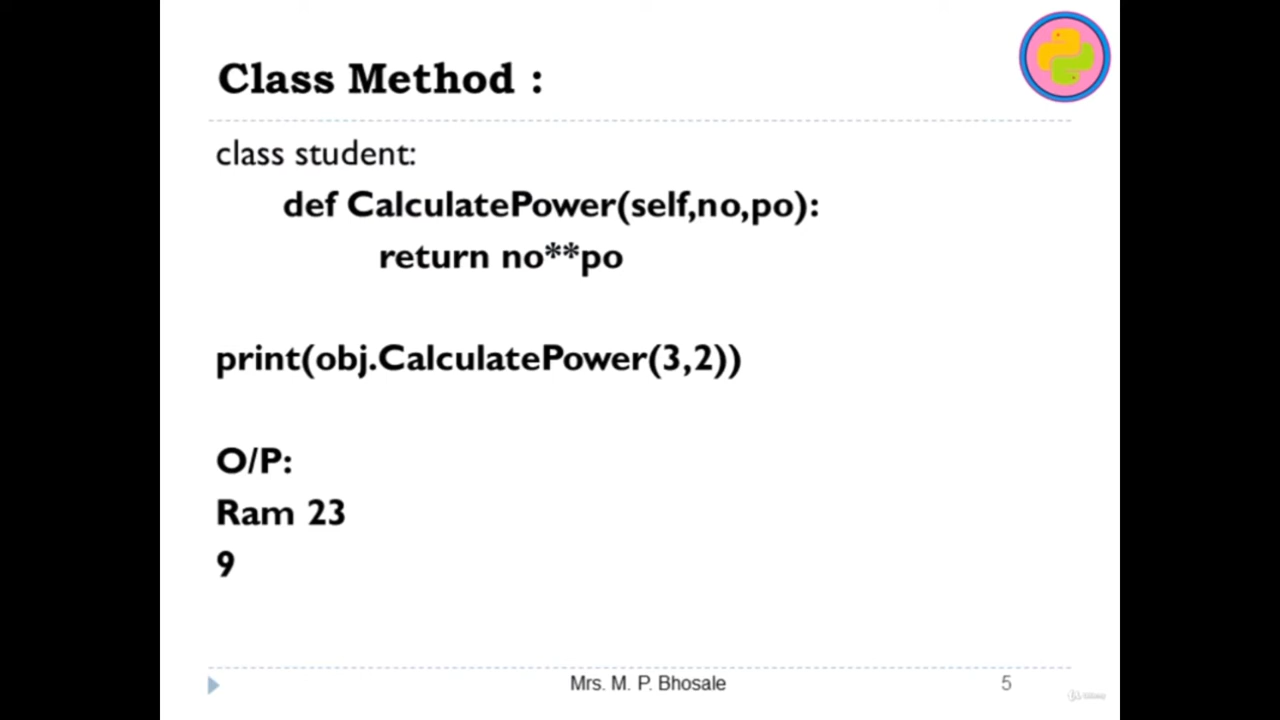 Class Method :
class student:
def CalculatePower(self,no,po):
return no**po
print(obj.CalculatePower(3,2))
O/P:
Ram 23
9
Mrs. M. P. Bhosale
5
Udemy